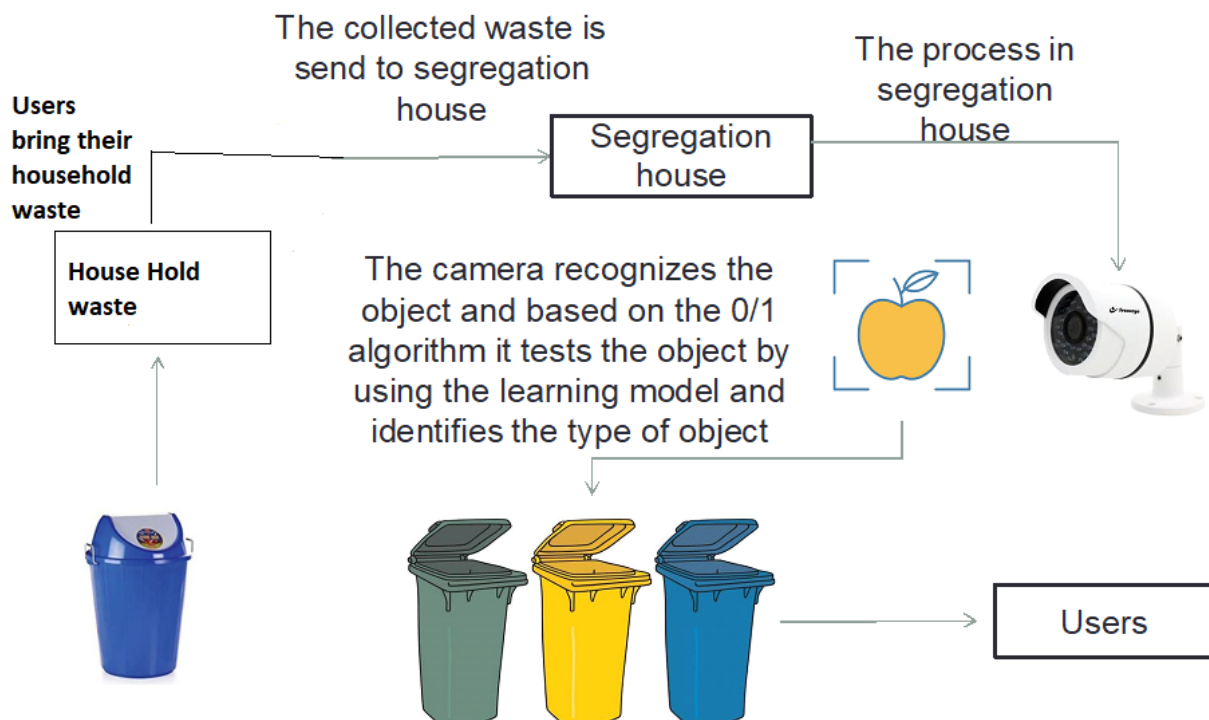 The collected waste is
send to segregation
house
The process in
segregation
house
Users
bring their
household
waste
Segregation
house
House Hold
waste
The camera recognizes the
object and based on the 0/1
algorithm it tests the object by
using the learning model and
identifies the type of object
Users